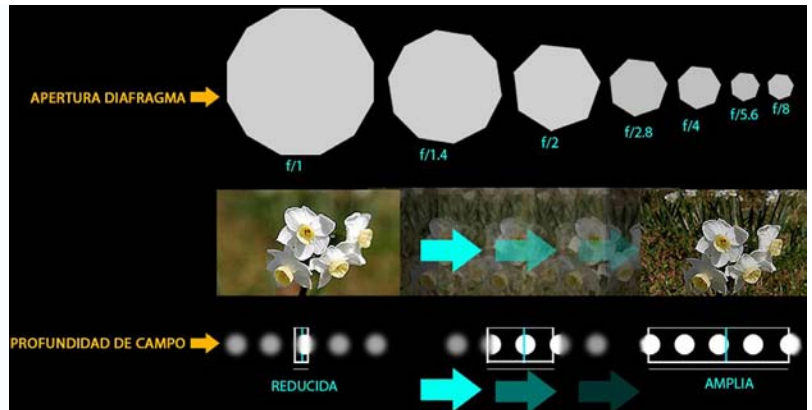 APERTURA DIAFRAGMA
f/1
f/1.4
f/2
f/2.8
f/4
f/5.6
f/8
PROFUNDIDAD DE CAMPO
REDUCIDA
AMPLIA